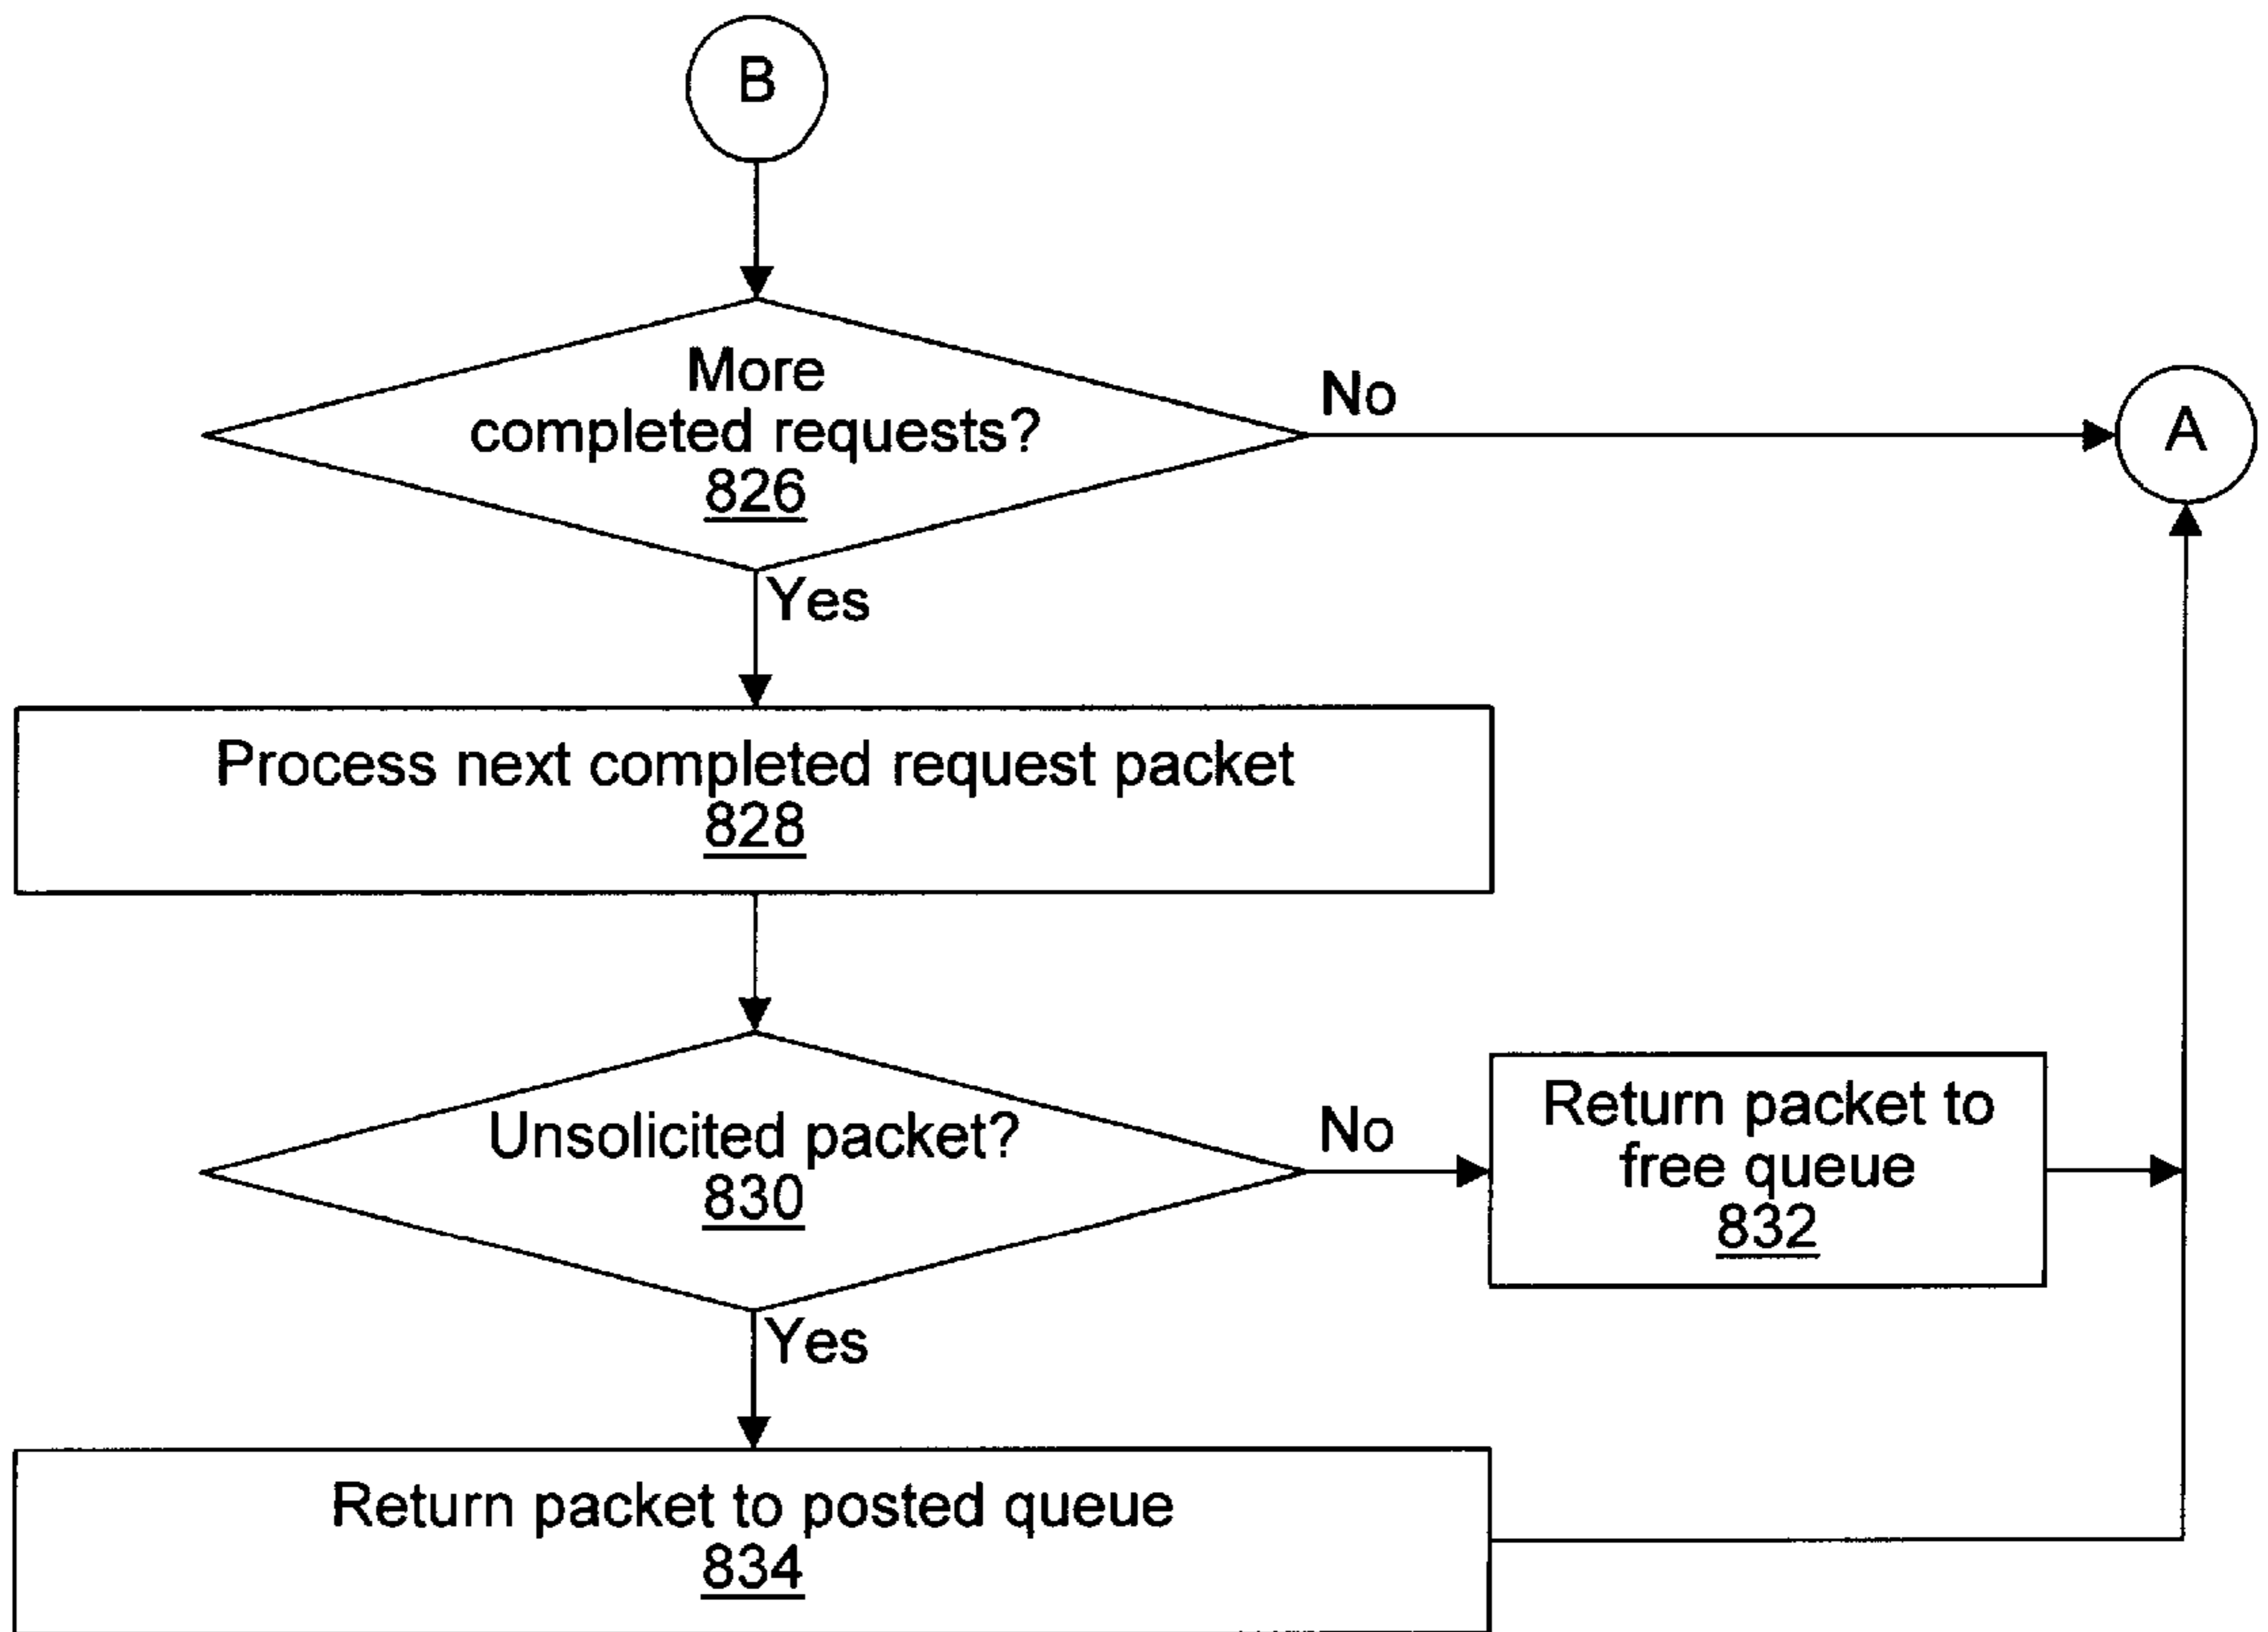 B
More
completed requests?
826
No
A
Yes
Process next completed request packet
828
Unsolicited packet?
830
No
Return packet to
free queue
832
Yes
Return packet to posted queue
834